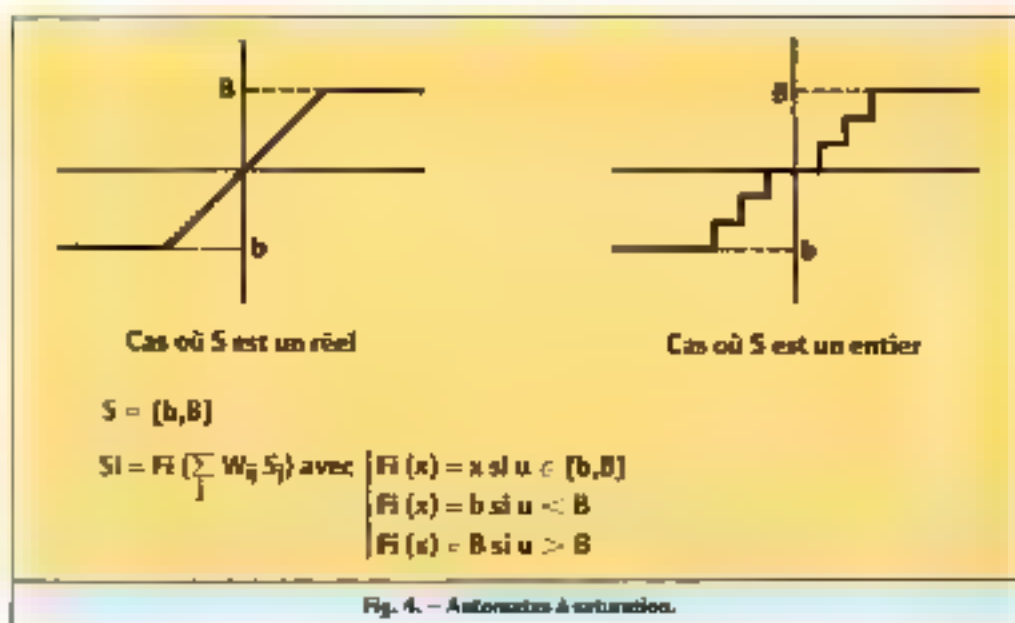 B
B
b
b
Cas où S est un réel
Cas où S est un entier
S = [b,B]
Si = Fi (∑ Wij Sj) avec | Fi (x) = x si u ∈ [b,B]
j
Fi (x) = b si u < B
Fi (x) = B si u > B
Fig. 4. – Automates à saturation.